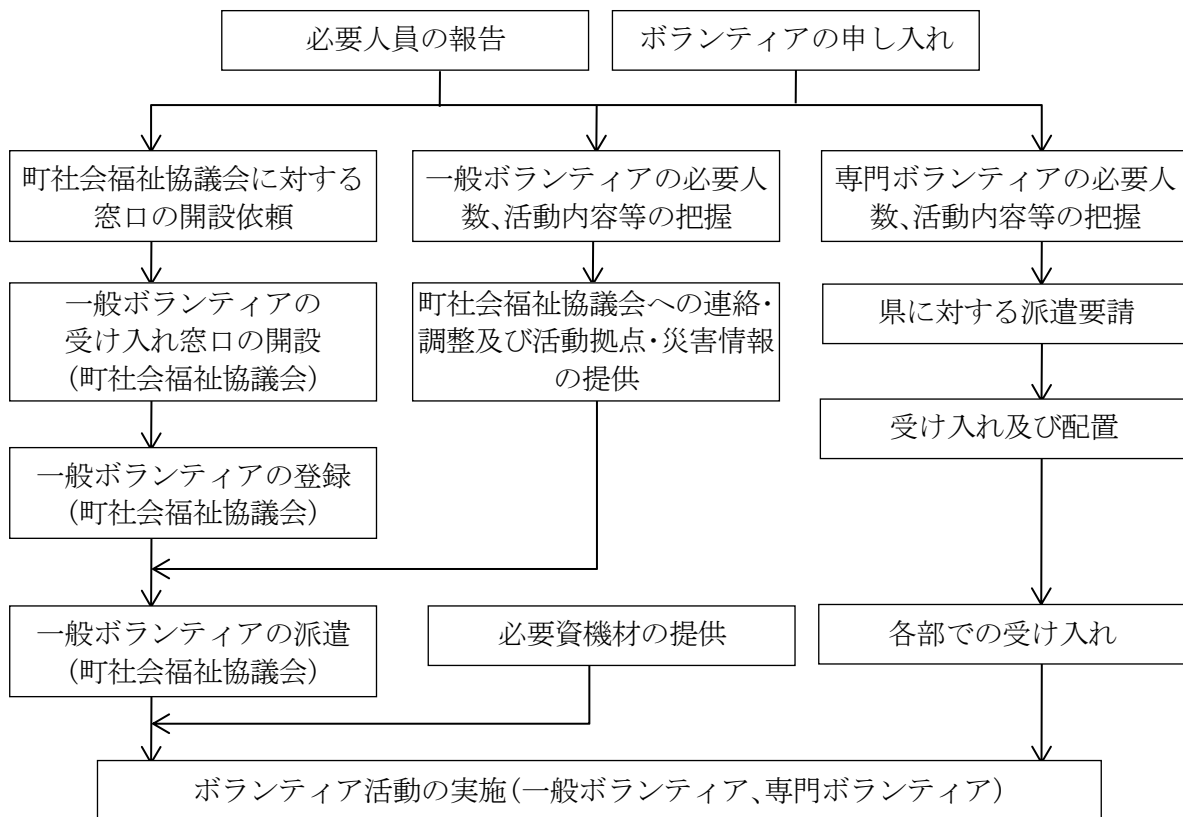 必要人員の報告
ボランティアの申し入れ
町社会福祉協議会に対する
窓口の開設依頼
一般ボランティアの必要人
数、活動内容等の把握
専門ボランティアの必要人
数、活動内容等の把握
一般ボランティアの
受け入れ窓口の開設
(町社会福祉協議会)
町社会福祉協議会への連絡・
調整及び活動拠点・災害情報
の提供
県に対する派遣要請
受け入れ及び配置
一般ボランティアの登録
(町社会福祉協議会)
一般ボランティアの派遣
(町社会福祉協議会)
必要資機材の提供
各部での受け入れ
ボランティア活動の実施(一般ボランティア、専門ボランティア)